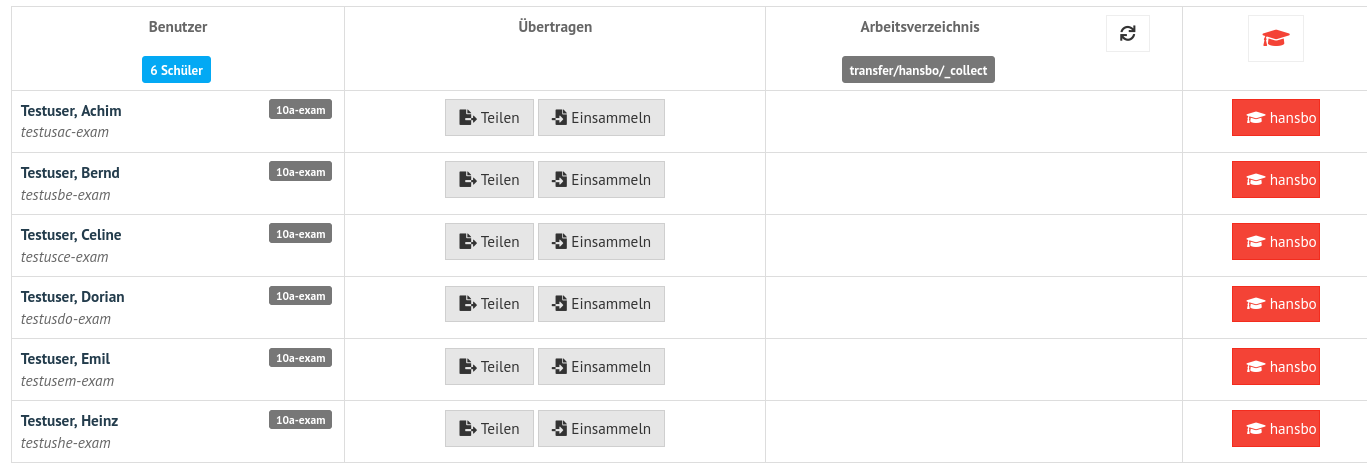 Benutzer Übertragen Arbeitsverzeichnis
6 Schüler transfer/hansbo/_collect
Testuser, Achim 10a-exam Teilen Einsammeln hansbo
testusac-exam
Testuser, Bernd 10a-exam Teilen Einsammeln hansbo
testusbe-exam
Testuser, Celine 10a-exam Teilen Einsammeln hansbo
testusce-exam
Testuser, Dorian 10a-exam Teilen Einsammeln hansbo
testusdo-exam
Testuser, Emil 10a-exam Teilen Einsammeln hansbo
testusem-exam
Testuser, Heinz 10a-exam Teilen Einsammeln hansbo
testushe-exam